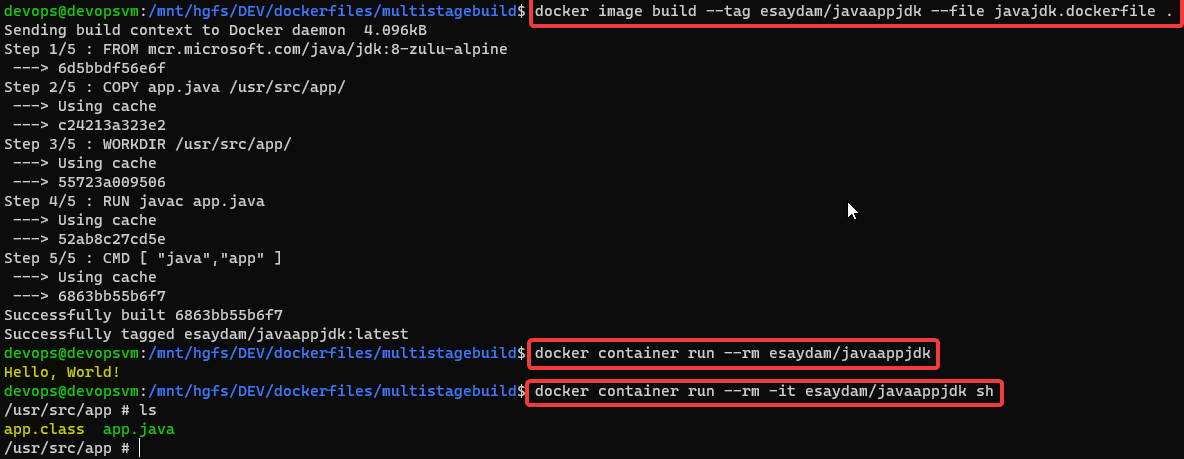 devops@devopsvm:/mnt/hgfs/DEV/dockerfiles/multistagebuild$ docker image build --tag esaydam/javaappjdk --file javajdk.dockerfile .
Sending build context to Docker daemon  4.096kB
Step 1/5 : FROM mcr.microsoft.com/java/jdk:8-zulu-alpine
 ---> 6d5bbdf56e6f
Step 2/5 : COPY app.java /usr/src/app/
 ---> Using cache
 ---> c24213a323e2
Step 3/5 : WORKDIR /usr/src/app/
 ---> Using cache
 ---> 55723a009506
Step 4/5 : RUN javac app.java
 ---> Using cache
 ---> 52ab8c27cd5e
Step 5/5 : CMD [ "java","app" ]
 ---> Using cache
 ---> 6863bb55b6f7
Successfully built 6863bb55b6f7
Successfully tagged esaydam/javaappjdk:latest
devops@devopsvm:/mnt/hgfs/DEV/dockerfiles/multistagebuild$ docker container run --rm esaydam/javaappjdk
Hello, World!
devops@devopsvm:/mnt/hgfs/DEV/dockerfiles/multistagebuild$ docker container run --rm -it esaydam/javaappjdk sh
/usr/src/app # ls
app.class  app.java
/usr/src/app #